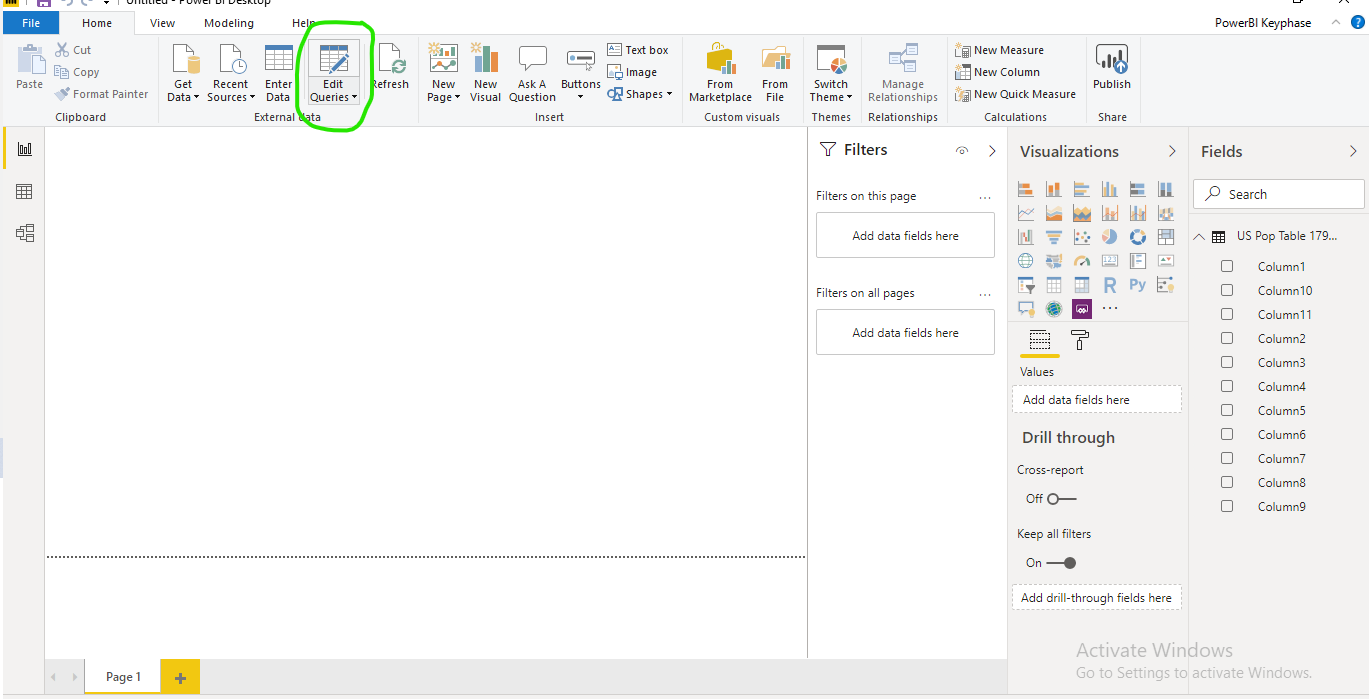 Untitled - Power BI Desktop
File Home View Modeling Help
PowerBI Keyphase
Paste
Cut
Copy
Format Painter
Clipboard
Get Data
Recent Sources
Enter Data
Edit Queries
Refresh
External data
New Page
New Visual
Ask A Question
Buttons
Text box
Image
Shapes
Insert
From Marketplace
From File
Custom visuals
Switch Theme
Themes
Manage Relationships
Relationships
New Measure
New Column
New Quick Measure
Calculations
Publish
Share
Filters
Filters on this page
...
Add data fields here
Filters on all pages
...
Add data fields here
Visualizations
123
R
Py
...
Values
Add data fields here
Drill through
Cross-report
Off
Keep all filters
On
Add drill-through fields here
Fields
Search
US Pop Table 179...
Column1
Column10
Column11
Column2
Column3
Column4
Column5
Column6
Column7
Column8
Column9
Activate Windows
Go to Settings to activate Windows.
Page 1
+